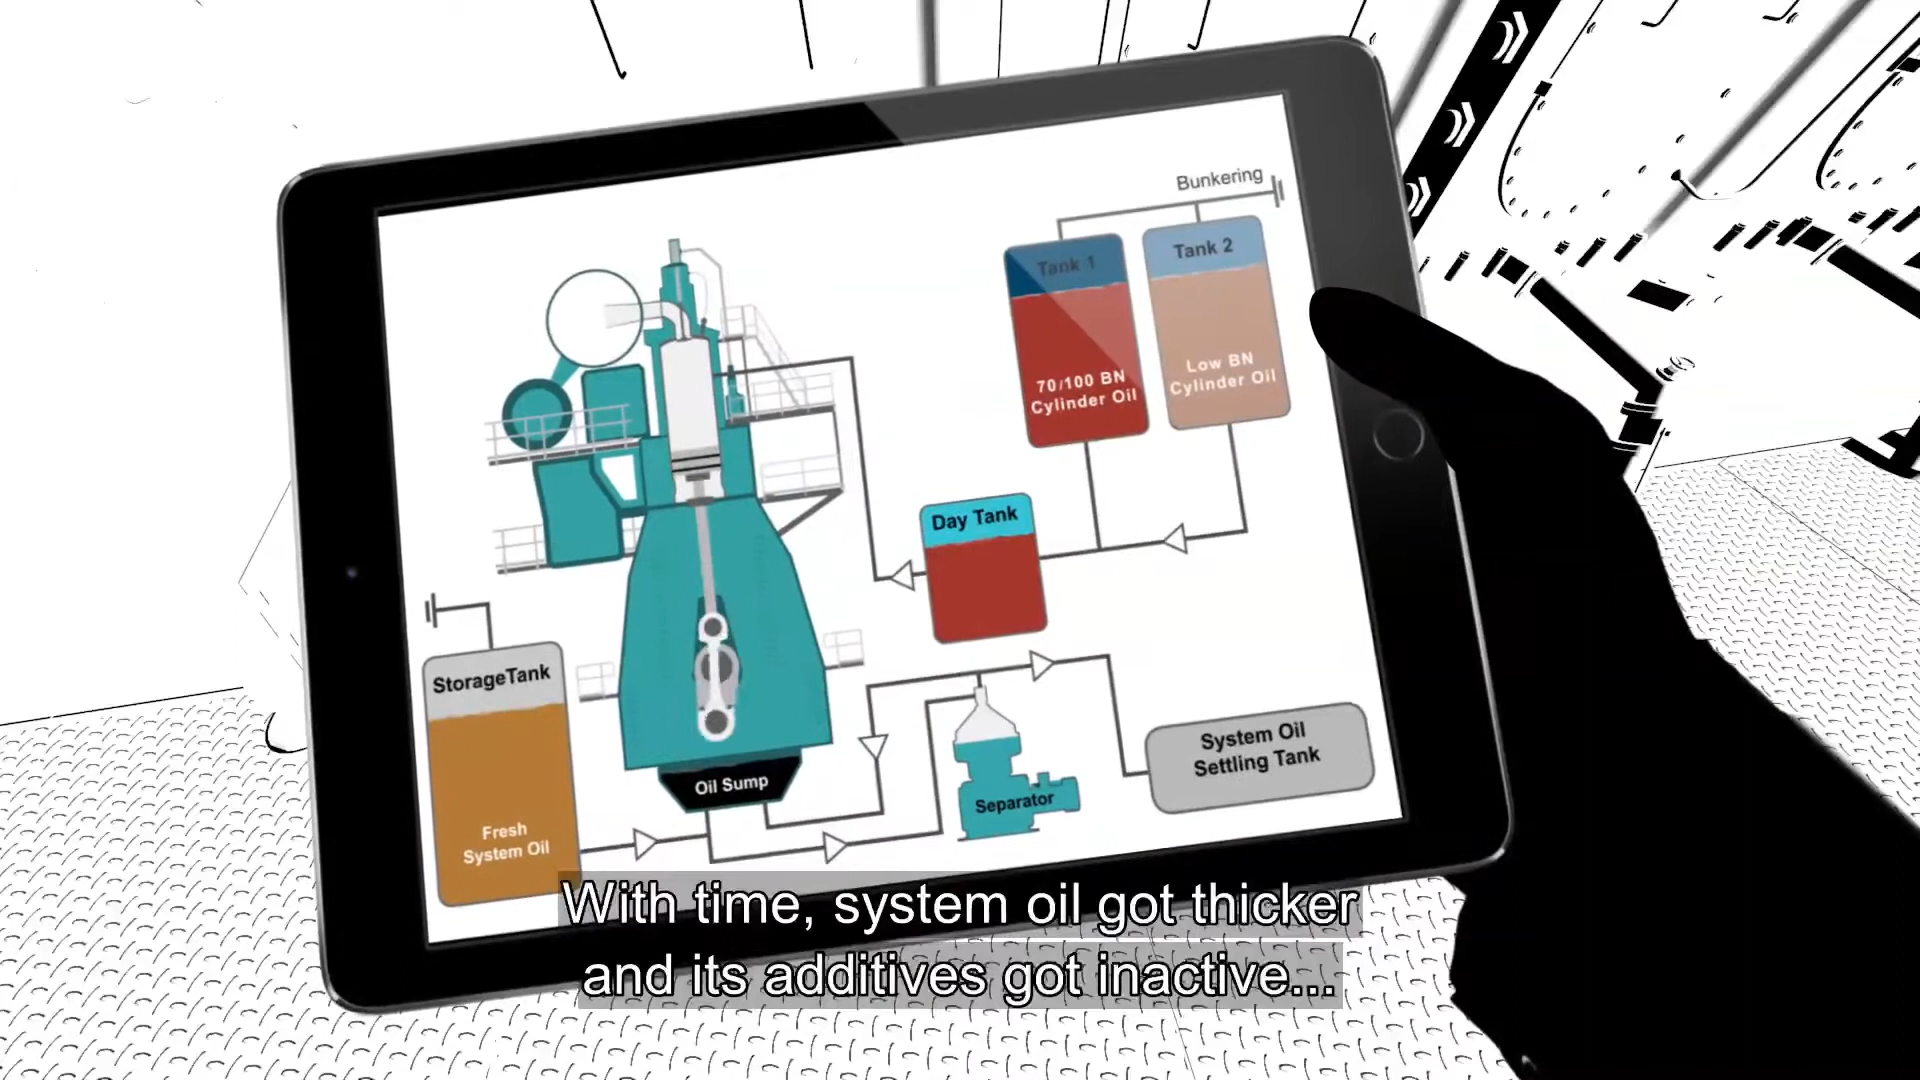 Bunkering
Tank 1
Tank 2
70/100 BN
Cylinder Oil
Low BN
Cylinder Oil
Day Tank
StorageTank
Fresh
System Oil
Oil Sump
Separator
System Oil
Settling Tank
With time, system oil got thicker
and its additives got inactive...